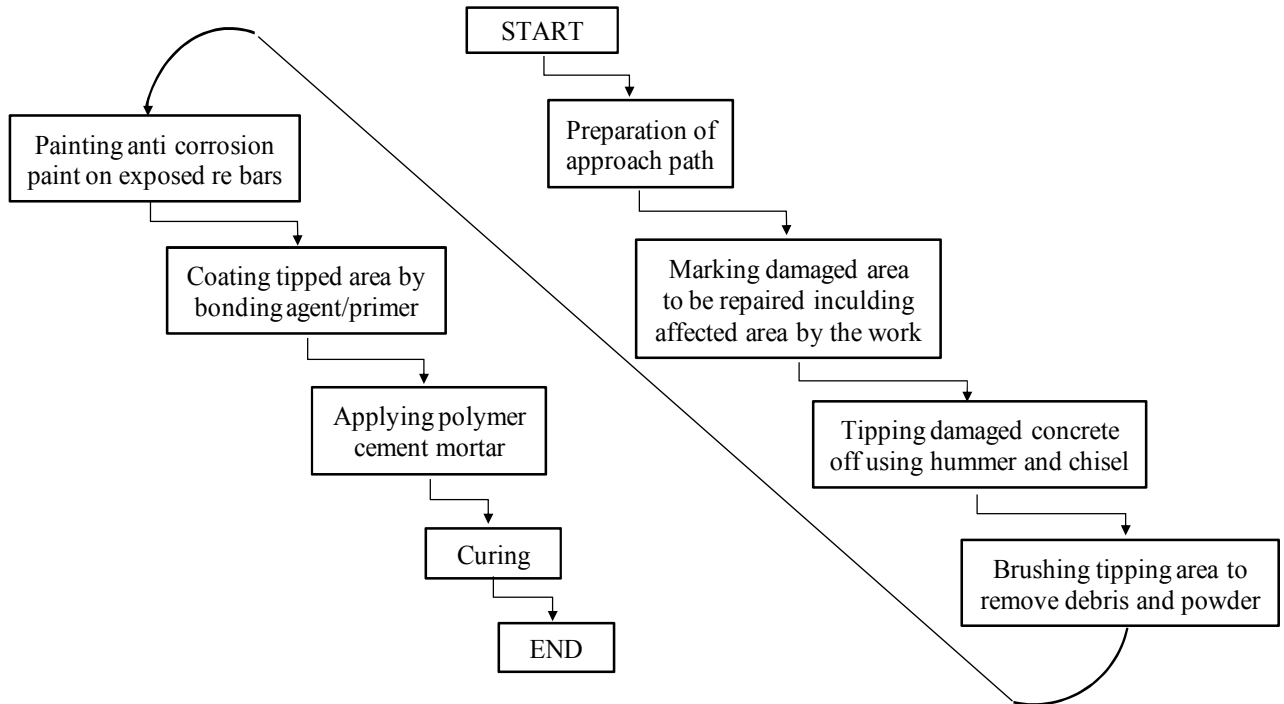 START
Preparation of
approach path
Marking damaged area
to be repaired inculding
affected area by the work
Tipping damaged concrete
off using hummer and chisel
Brushing tipping area to
remove debris and powder
Painting anti corrosion
paint on exposed re bars
Coating tipped area by
bonding agent/primer
Applying polymer
cement mortar
Curing
END